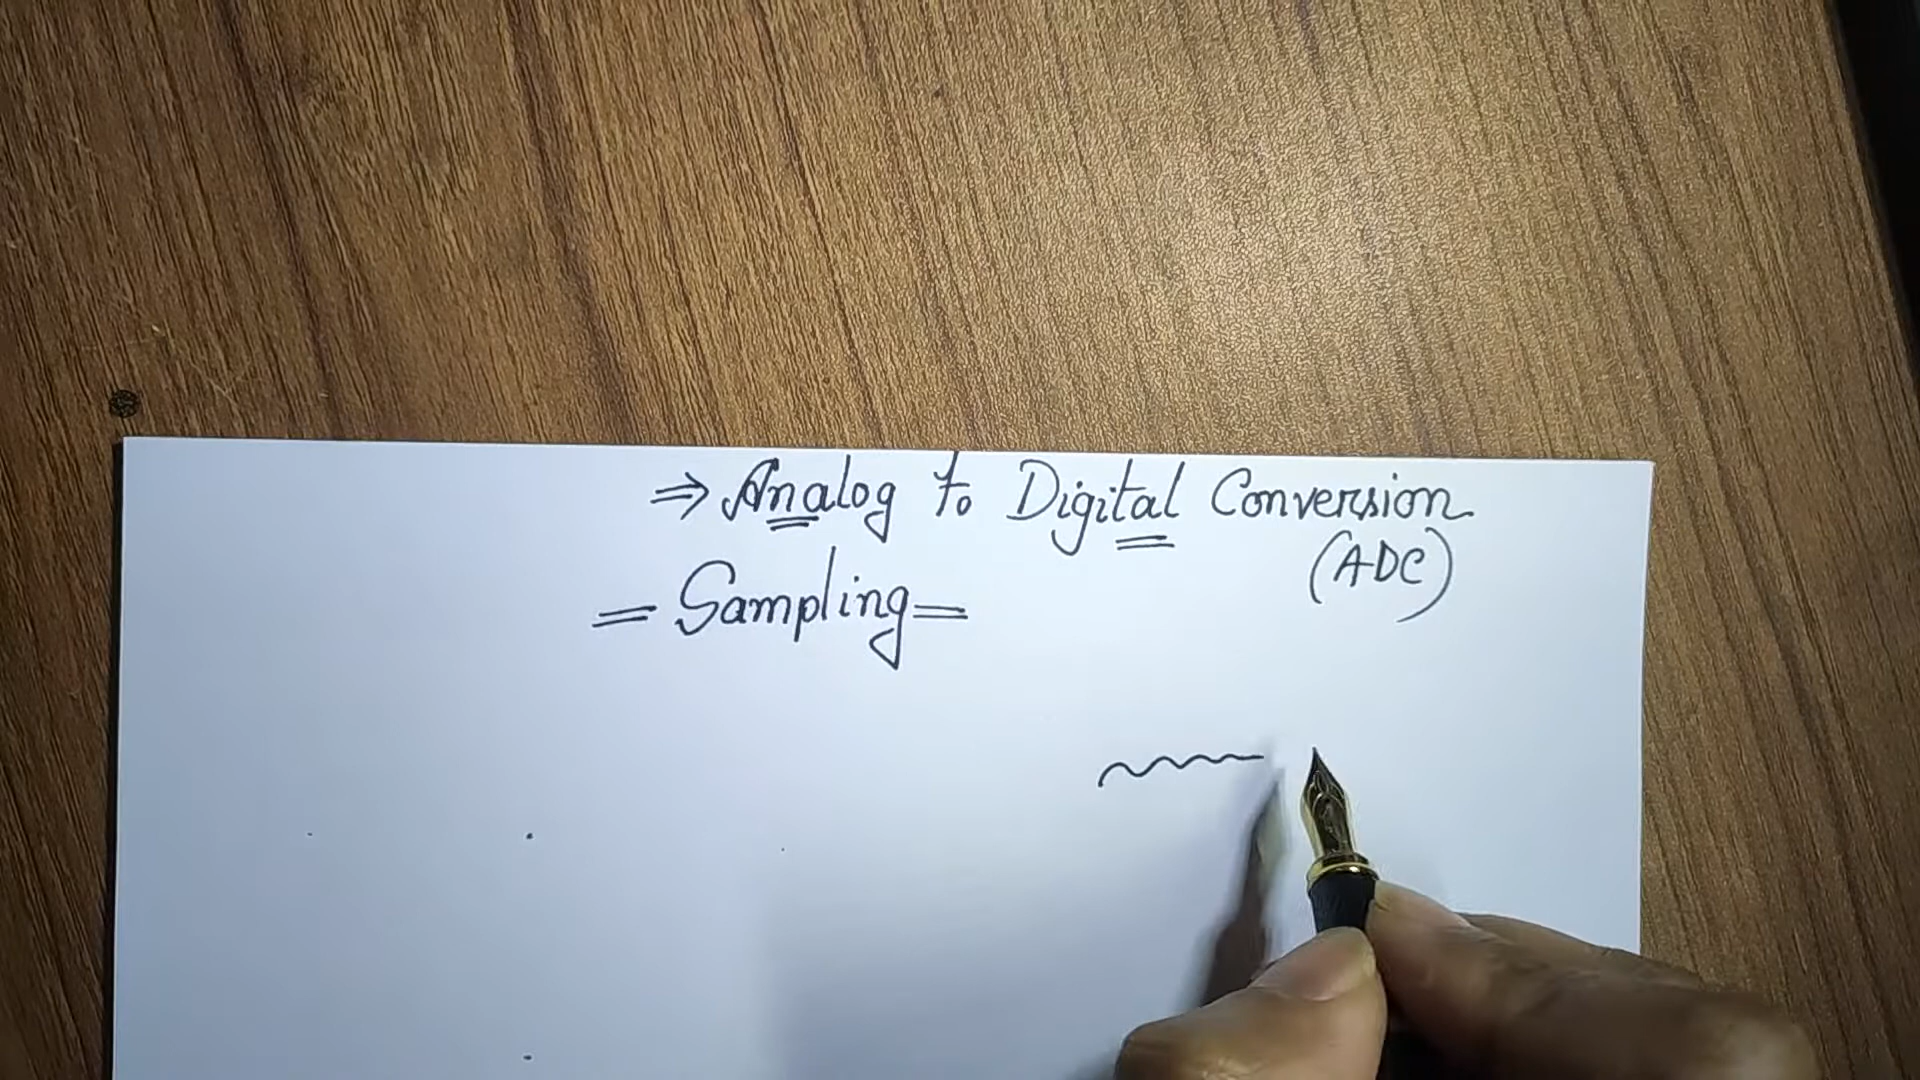 ⇒ Analog to Digital Conversion
(ADC)
= Sampling =